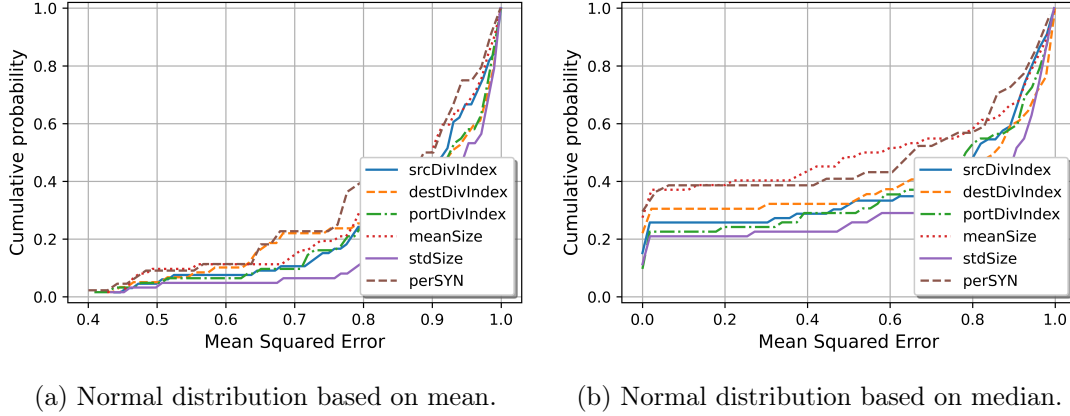 1.0
0.8
0.6
0.4
0.2
0.0
Cumulative probability
0.4 0.5 0.6 0.7 0.8 0.9 1.0
Mean Squared Error
srcDivIndex
destDivIndex
portDivIndex
meanSize
stdSize
perSYN
(a) Normal distribution based on mean.
1.0
0.8
0.6
0.4
0.2
0.0
Cumulative probability
0.0 0.2 0.4 0.6 0.8 1.0
Mean Squared Error
srcDivIndex
destDivIndex
portDivIndex
meanSize
stdSize
perSYN
(b) Normal distribution based on median.